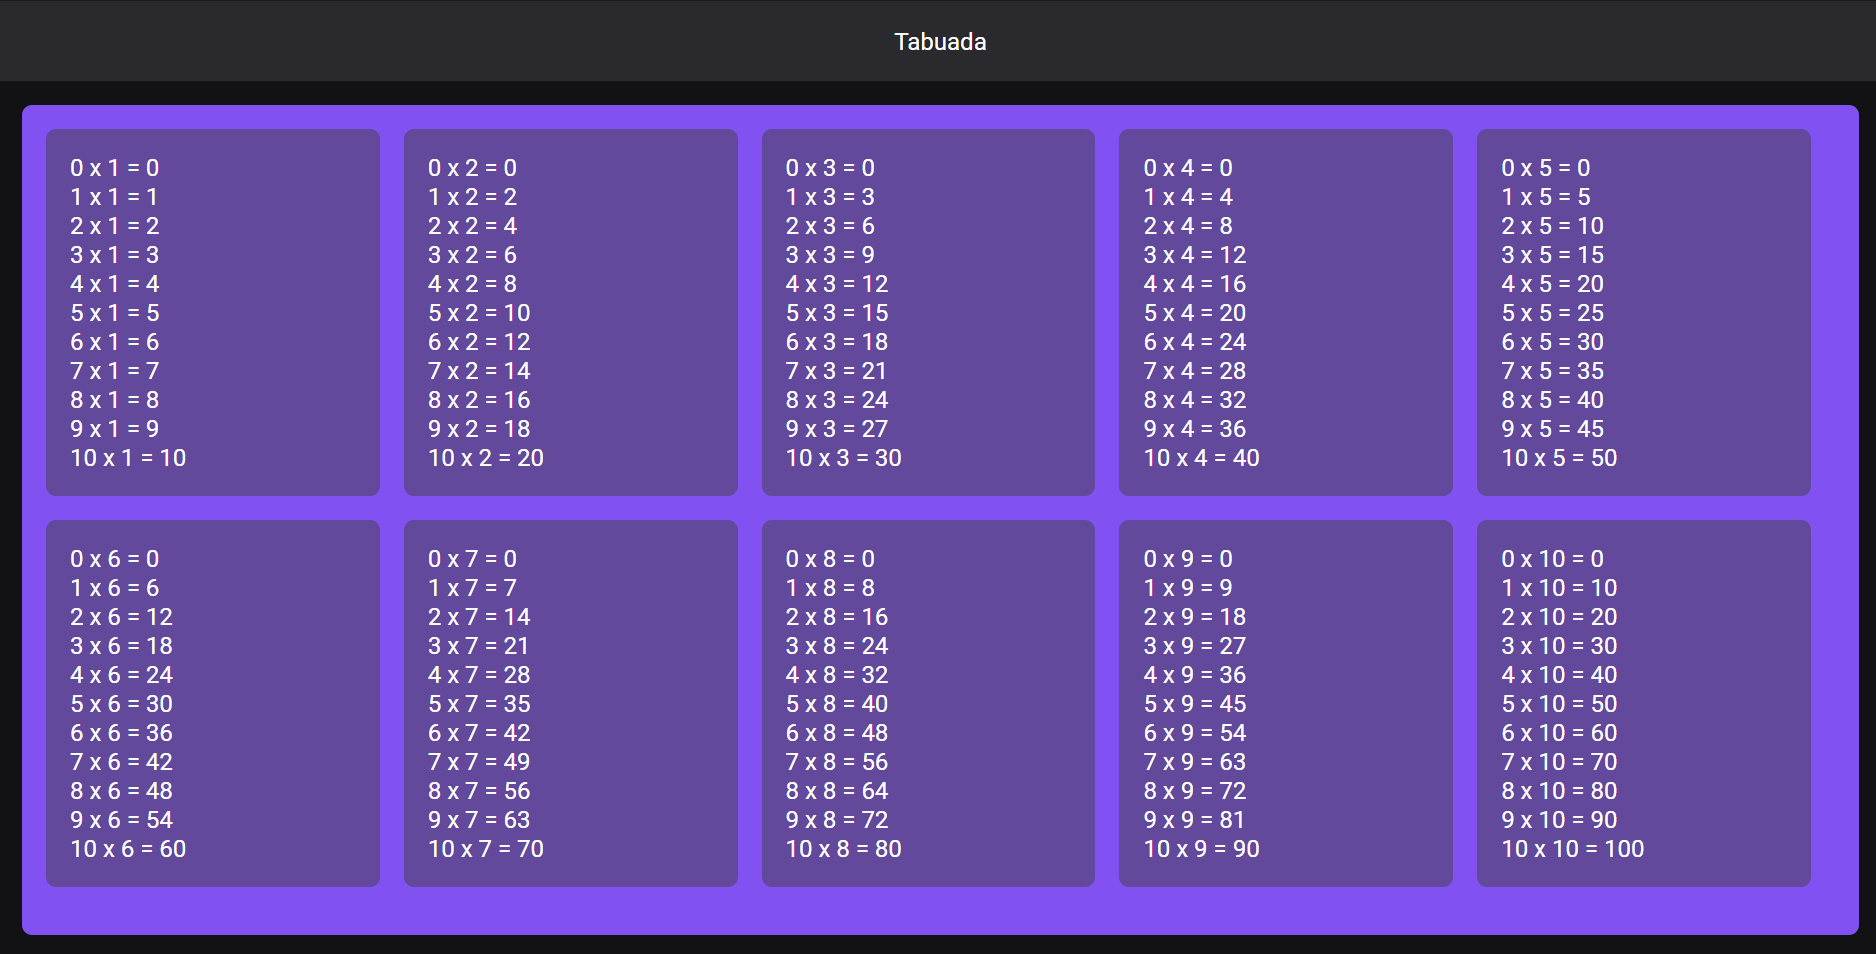 Tabuada
0 x 1 = 0
1 x 1 = 1
2 x 1 = 2
3 x 1 = 3
4 x 1 = 4
5 x 1 = 5
6 x 1 = 6
7 x 1 = 7
8 x 1 = 8
9 x 1 = 9
10 x 1 = 10
0 x 2 = 0
1 x 2 = 2
2 x 2 = 4
3 x 2 = 6
4 x 2 = 8
5 x 2 = 10
6 x 2 = 12
7 x 2 = 14
8 x 2 = 16
9 x 2 = 18
10 x 2 = 20
0 x 3 = 0
1 x 3 = 3
2 x 3 = 6
3 x 3 = 9
4 x 3 = 12
5 x 3 = 15
6 x 3 = 18
7 x 3 = 21
8 x 3 = 24
9 x 3 = 27
10 x 3 = 30
0 x 4 = 0
1 x 4 = 4
2 x 4 = 8
3 x 4 = 12
4 x 4 = 16
5 x 4 = 20
6 x 4 = 24
7 x 4 = 28
8 x 4 = 32
9 x 4 = 36
10 x 4 = 40
0 x 5 = 0
1 x 5 = 5
2 x 5 = 10
3 x 5 = 15
4 x 5 = 20
5 x 5 = 25
6 x 5 = 30
7 x 5 = 35
8 x 5 = 40
9 x 5 = 45
10 x 5 = 50
0 x 6 = 0
1 x 6 = 6
2 x 6 = 12
3 x 6 = 18
4 x 6 = 24
5 x 6 = 30
6 x 6 = 36
7 x 6 = 42
8 x 6 = 48
9 x 6 = 54
10 x 6 = 60
0 x 7 = 0
1 x 7 = 7
2 x 7 = 14
3 x 7 = 21
4 x 7 = 28
5 x 7 = 35
6 x 7 = 42
7 x 7 = 49
8 x 7 = 56
9 x 7 = 63
10 x 7 = 70
0 x 8 = 0
1 x 8 = 8
2 x 8 = 16
3 x 8 = 24
4 x 8 = 32
5 x 8 = 40
6 x 8 = 48
7 x 8 = 56
8 x 8 = 64
9 x 8 = 72
10 x 8 = 80
0 x 9 = 0
1 x 9 = 9
2 x 9 = 18
3 x 9 = 27
4 x 9 = 36
5 x 9 = 45
6 x 9 = 54
7 x 9 = 63
8 x 9 = 72
9 x 9 = 81
10 x 9 = 90
0 x 10 = 0
1 x 10 = 10
2 x 10 = 20
3 x 10 = 30
4 x 10 = 40
5 x 10 = 50
6 x 10 = 60
7 x 10 = 70
8 x 10 = 80
9 x 10 = 90
10 x 10 = 100